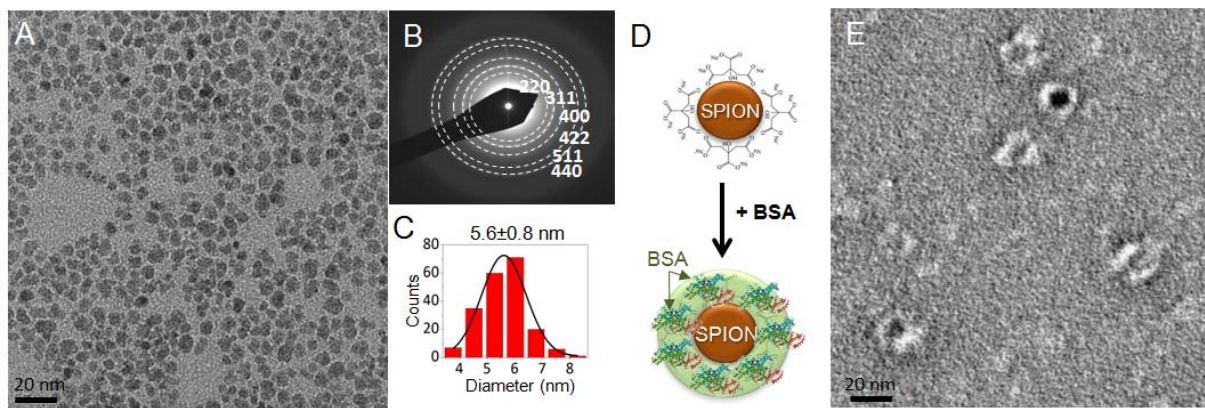 A
20 nm
B
220
311
400
422
511
440
C
5.6±0.8 nm
80
60
40
20
0
Counts
4 5 6 7 8
Diameter (nm)
D
SPION
+ BSA
BSA
SPION
E
20 nm